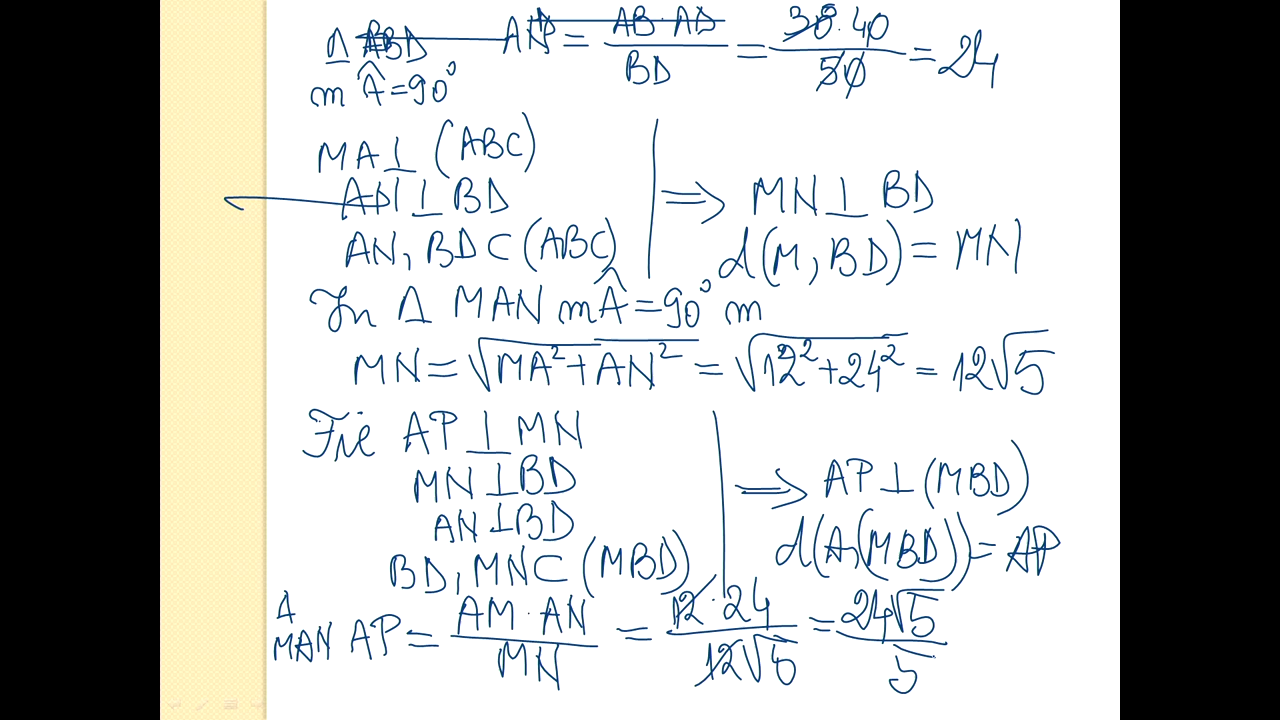 Δ ABD AN = AB · AD / BD = 30 · 40 / 50 = 24
m Â = 90°
MA ⊥ (ABC)
AN ⊥ BD ⟹ MN ⊥ BD
AN, BD ⊂ (ABC) d(M, BD) = MN
In Δ MAN m Â = 90° m
MN = √(MA² + AN²) = √(12² + 24²) = 12√5
Fie AP ⊥ MN
MN ⊥ BD ⟹ AP ⊥ (MBD)
AN ⊥ BD
BD, MN ⊂ (MBD) d(A,(MBD)) = AP
Δ MAN AP = AM · AN / MN = 12 · 24 / 12√5 = 24√5 / 5